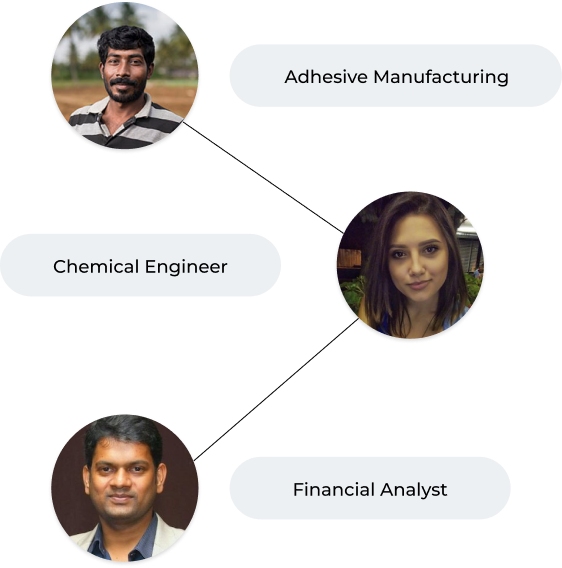 Adhesive Manufacturing
Chemical Engineer
Financial Analyst